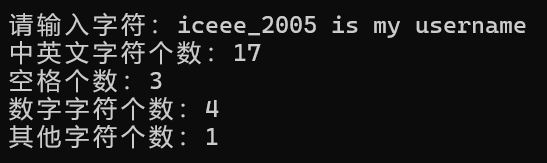 请输入字符：iceee_2005 is my username
中英文字符个数：17
空格个数：3
数字字符个数：4
其他字符个数：1